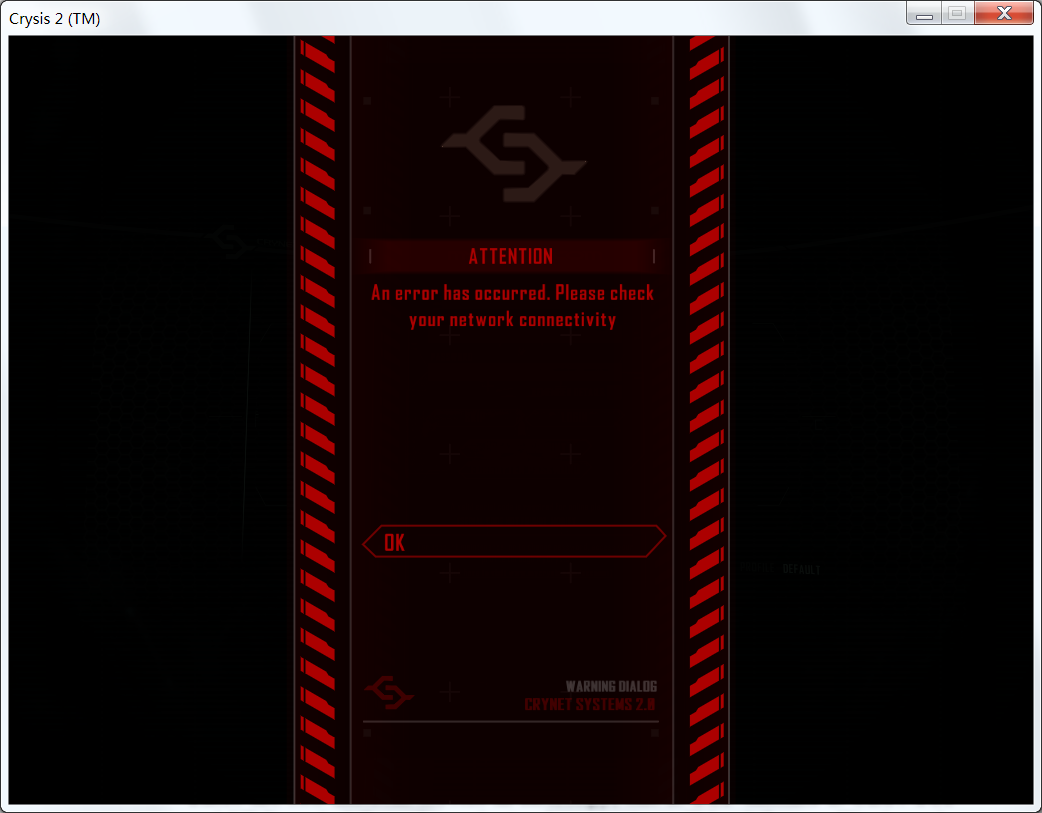 Crysis 2 (TM)
ATTENTION
An error has occurred. Please check
your network connectivity
OK
DEFAULT
WARNING DIALOG
CRYNET SYSTEMS 2.0